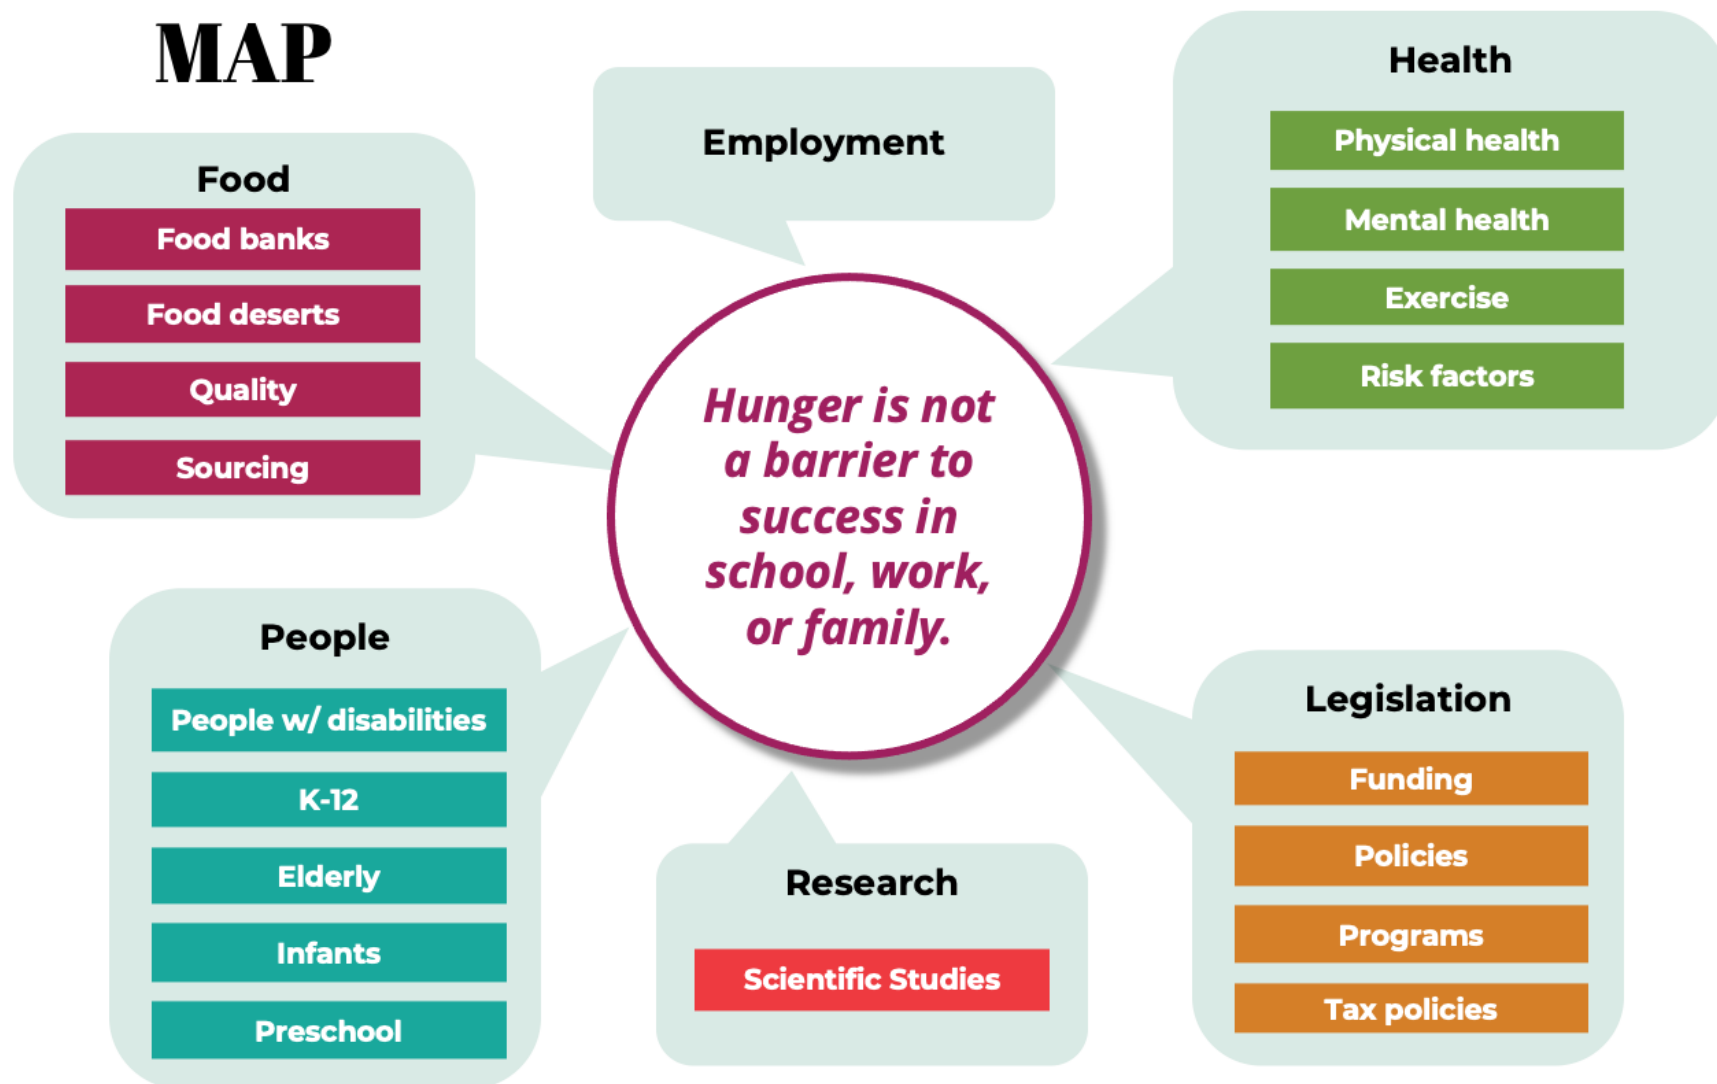 MAP
Food
Food banks
Food deserts
Quality
Sourcing
Employment
Health
Physical health
Mental health
Exercise
Risk factors
Hunger is not
a barrier to
success in
school, work,
or family.
People
People w/ disabilities
K-12
Elderly
Infants
Preschool
Research
Scientific Studies
Legislation
Funding
Policies
Programs
Tax policies